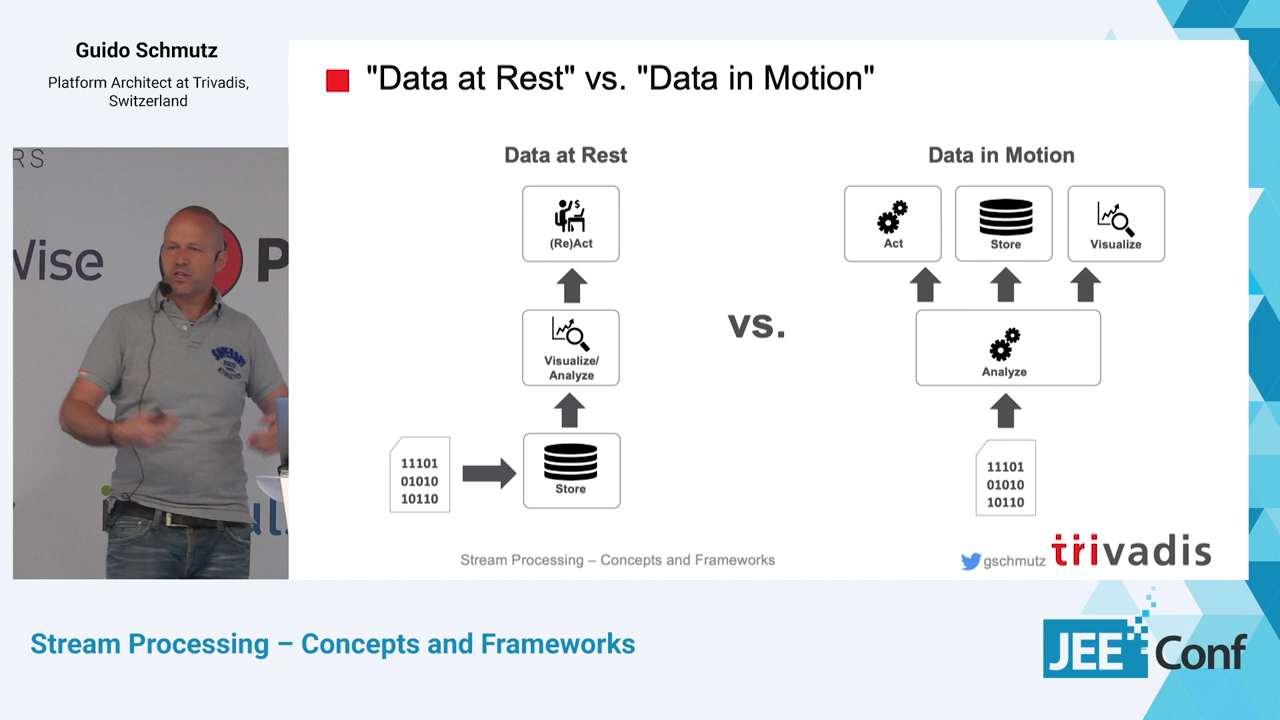 Guido Schmutz
Platform Architect at Trivadis,
Switzerland
RS
Wise
P
"Data at Rest" vs. "Data in Motion"
Data at Rest
(Re)Act
Visualize/
Analyze
Store
11101
01010
10110
vs.
Data in Motion
Act
Store
Visualize
Analyze
11101
01010
10110
Stream Processing – Concepts and Frameworks
gschmutz
trivadis
Stream Processing – Concepts and Frameworks
JEE Conf